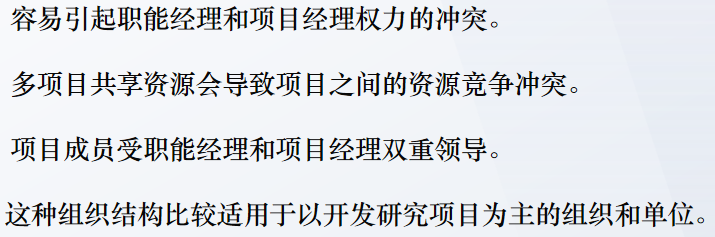 容易引起职能经理和项目经理权力的冲突。
多项目共享资源会导致项目之间的资源竞争冲突。
项目成员受职能经理和项目经理双重领导。
这种组织结构比较适用于以开发研究项目为主的组织和单位。